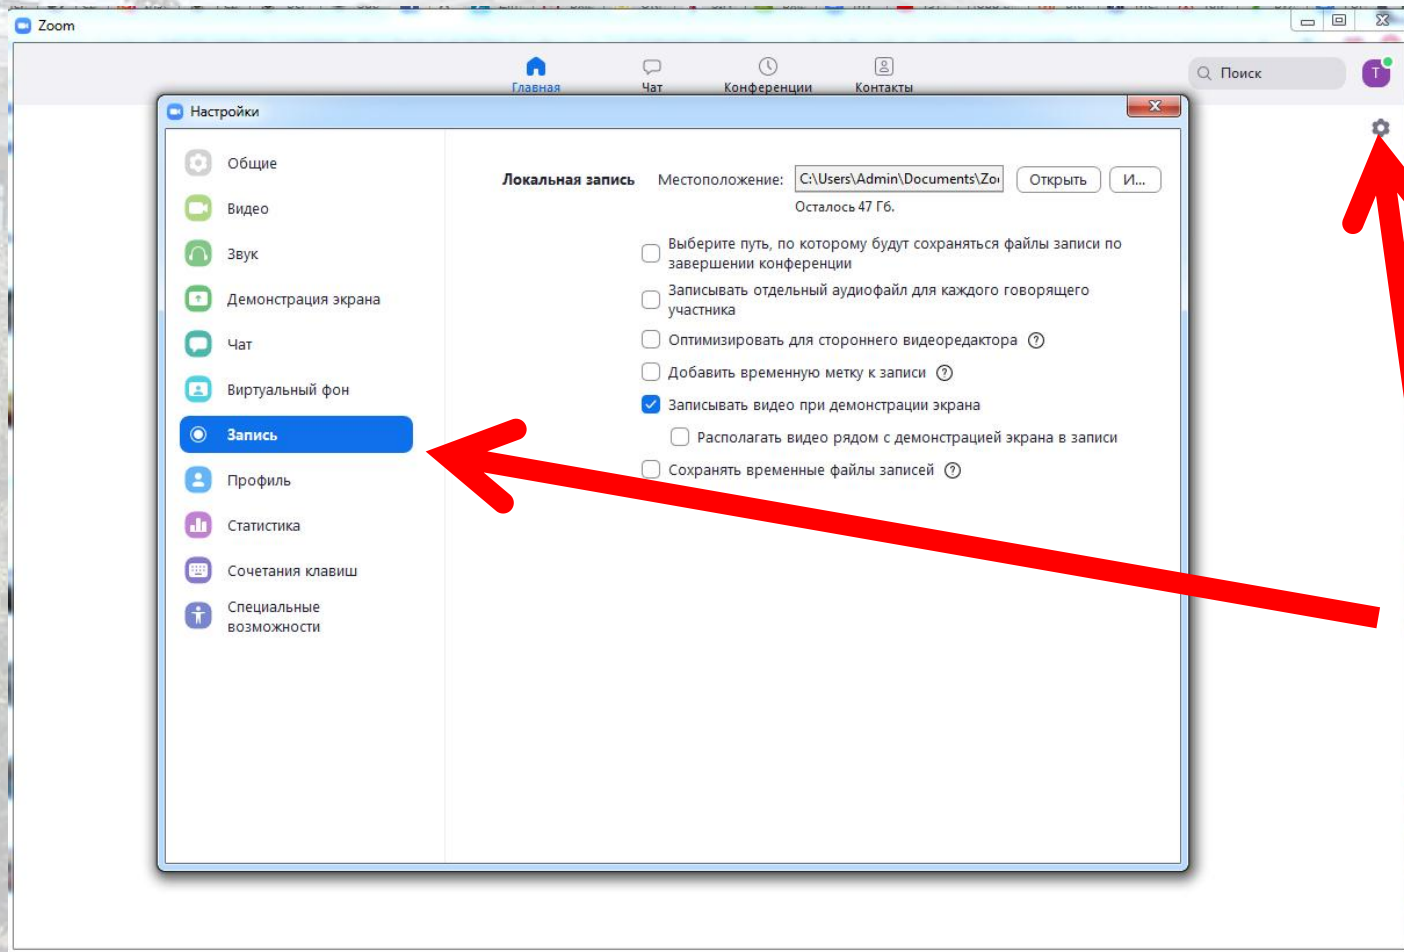 Zoom
Главная
Чат
Конференции
Контакты
Поиск
T
Настройки
Общие
Видео
Звук
Демонстрация экрана
Чат
Виртуальный фон
Запись
Профиль
Статистика
Сочетания клавиш
Специальные
возможности
Локальная запись Местоположение: C:\Users\Admin\Documents\Zo Открыть И...
Осталось 47 Гб.
Выберите путь, по которому будут сохраняться файлы записи по
завершении конференции
Записывать отдельный аудиофайл для каждого говорящего
участника
Оптимизировать для стороннего видеоредактора ?
Добавить временную метку к записи ?
Записывать видео при демонстрации экрана
Располагать видео рядом с демонстрацией экрана в записи
Сохранять временные файлы записей ?